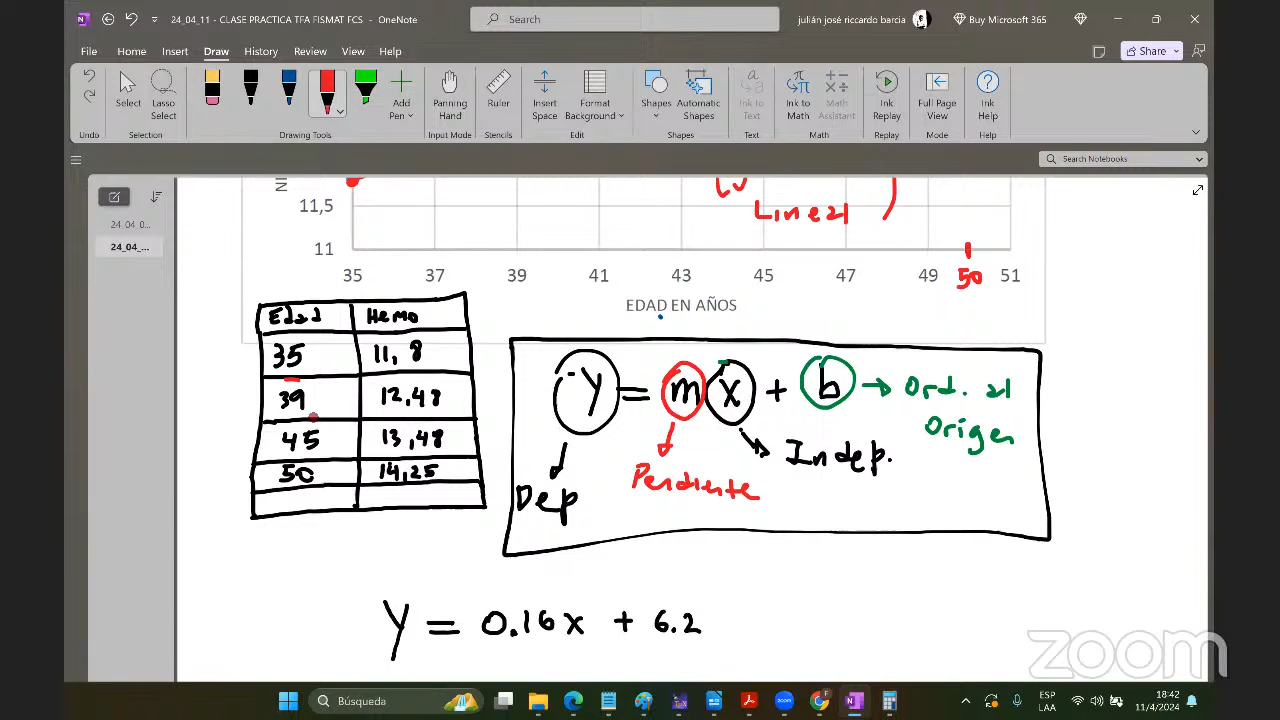 24_04_11 - CLASE PRACTICA TFA FISMAT FCS - OneNote
Search
julián josé riccardo barcia
Buy Microsoft 365
File Home Insert Draw History Review View Help
Share
Select
Lasso Select
Add Pen
Panning Hand
Ruler
Insert Space
Format Background
Shapes
Automatic Shapes
Ink to Text
Ink to Math
Math Assistant
Ink Replay
Full Page View
Ink Help
Undo Selection Drawing Tools Input Mode Stencils Edit Shapes Text Math Replay Mode Help
Search Notebooks
24_04_0...
24_04_...
NI
11,5
Lineal
11
35 37 39 41 43 45 47 49 51
50
EDAD EN AÑOS
Edad Hemo
35 11,8
39 12,48
45 13,48
50 14,25
y = m x + b → Ord. al Origen
Indep.
Pendiente
Dep
Y = 0.16x + 6.2
zoom
Búsqueda
ESP
LAA
18:42
11/4/2024